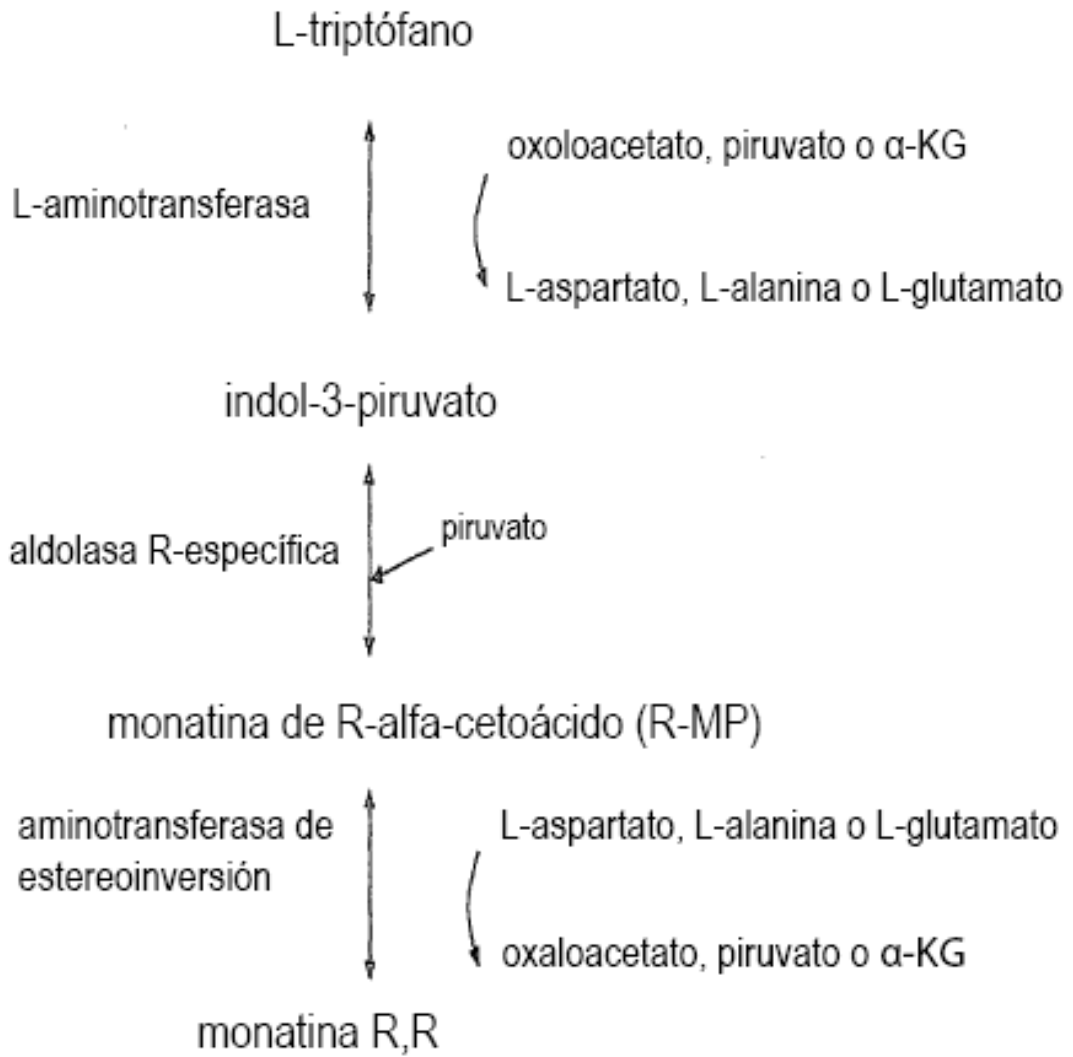 L-triptófano
oxoloacetato, piruvato o α-KG
L-aminotransferasa
L-aspartato, L-alanina o L-glutamato
indol-3-piruvato
piruvato
aldolasa R-específica
monatina de R-alfa-cetoácido (R-MP)
aminotransferasa de
estereoinversión
L-aspartato, L-alanina o L-glutamato
oxaloacetato, piruvato o α-KG
monatina R,R